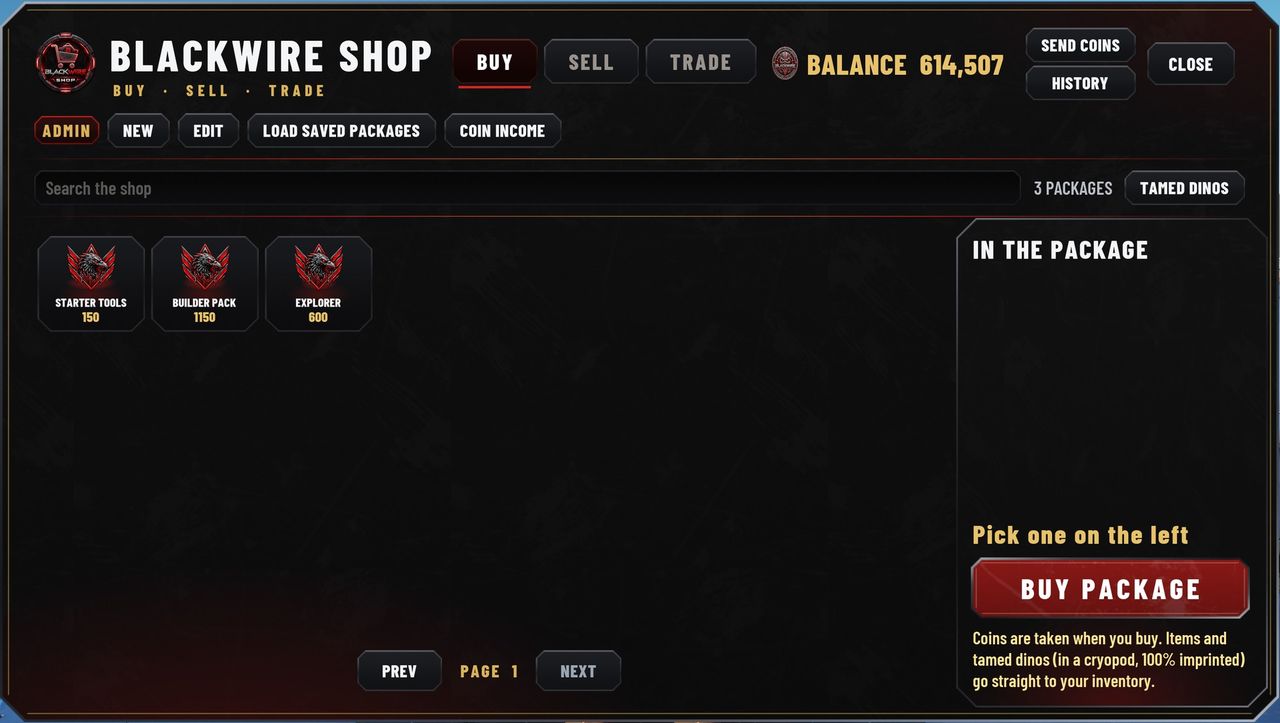 BLACKWIRE SHOP
BUY · SELL · TRADE
BUY
SELL
TRADE
BALANCE 614,507
SEND COINS
HISTORY
CLOSE
ADMIN
NEW
EDIT
LOAD SAVED PACKAGES
COIN INCOME
Search the shop
3 PACKAGES
TAMED DINOS
STARTER TOOLS
150
BUILDER PACK
1150
EXPLORER
600
IN THE PACKAGE
Pick one on the left
BUY PACKAGE
Coins are taken when you buy. Items and
tamed dinos (in a cryopod, 100% imprinted)
go straight to your inventory.
PREV
PAGE 1
NEXT